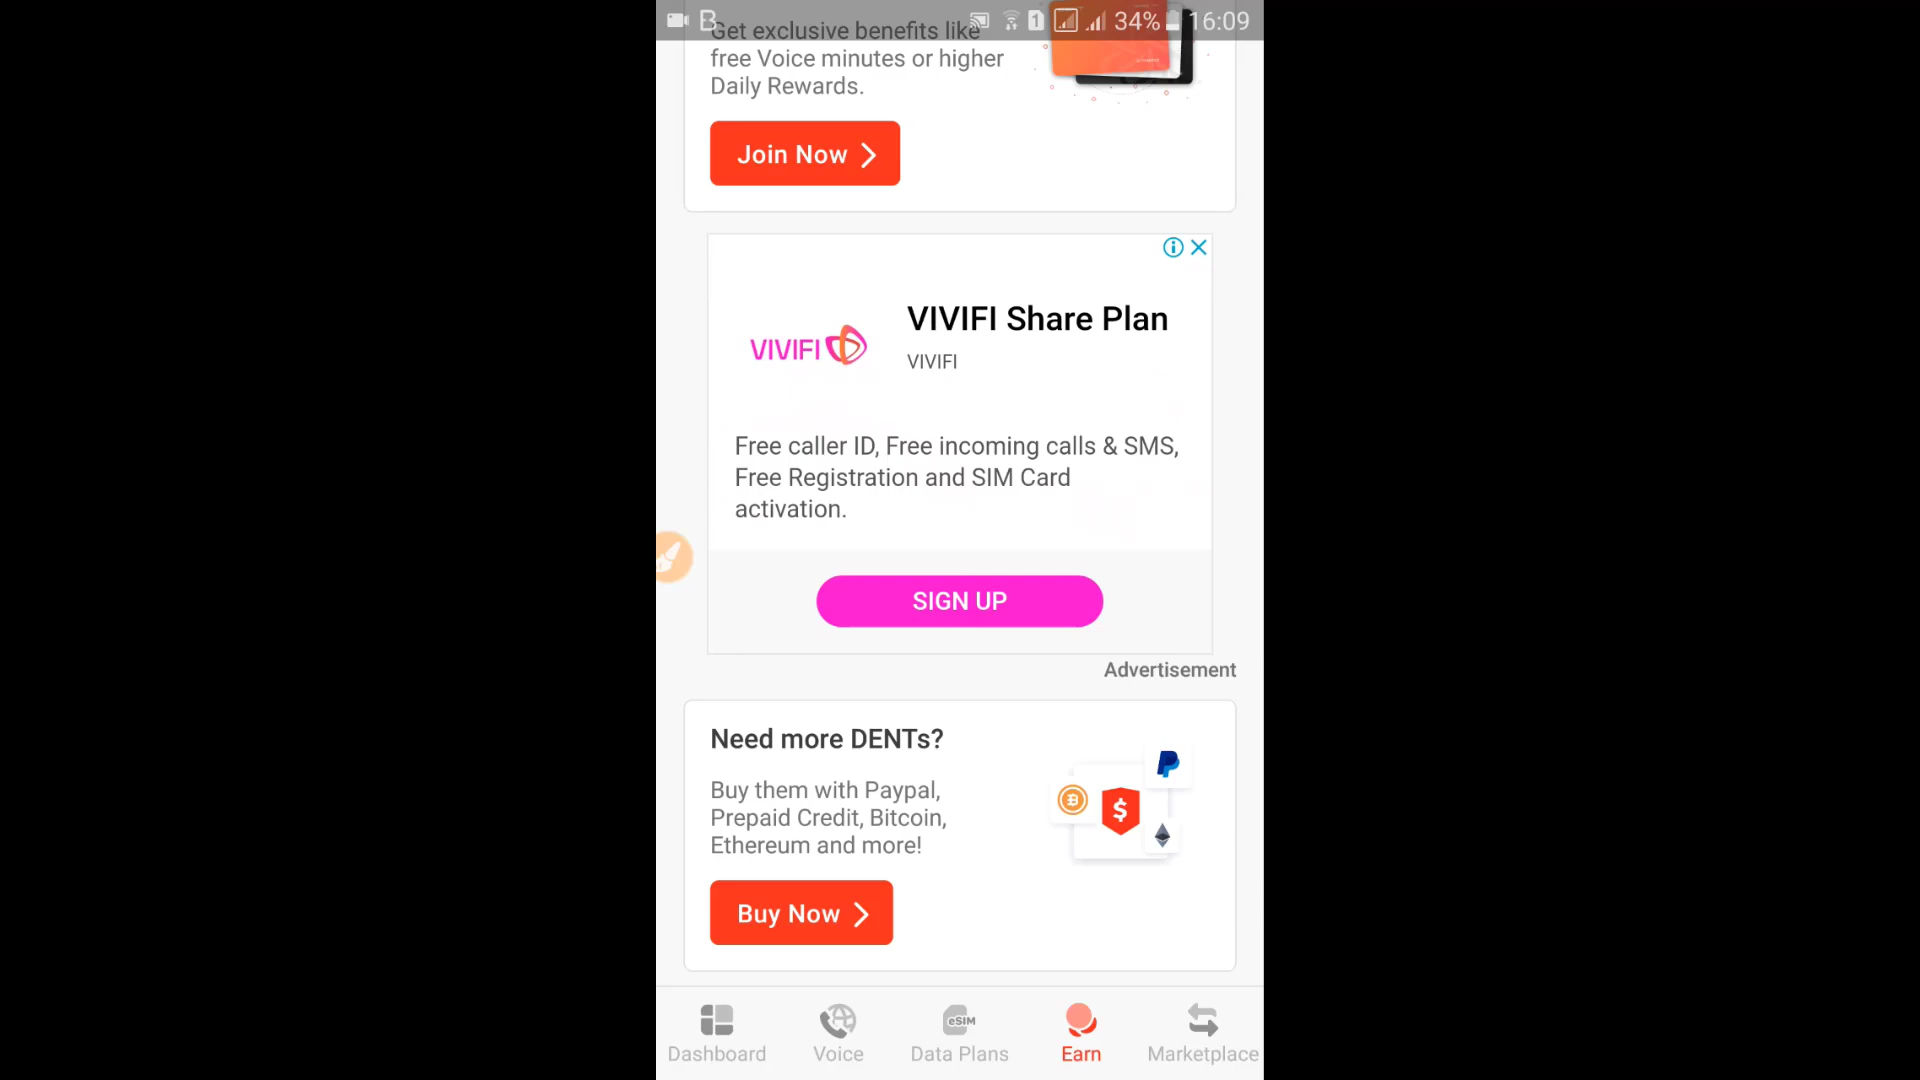 B
1
34%
16:09
Get exclusive benefits like
free Voice minutes or higher
Daily Rewards.
Join Now
VIVIFI Share Plan
VIVIFI
VIVIFI
Free caller ID, Free incoming calls & SMS,
Free Registration and SIM Card
activation.
SIGN UP
Advertisement
Need more DENTs?
Buy them with Paypal,
Prepaid Credit, Bitcoin,
Ethereum and more!
Buy Now
eSIM
Dashboard
Voice
Data Plans
Earn
Marketplace